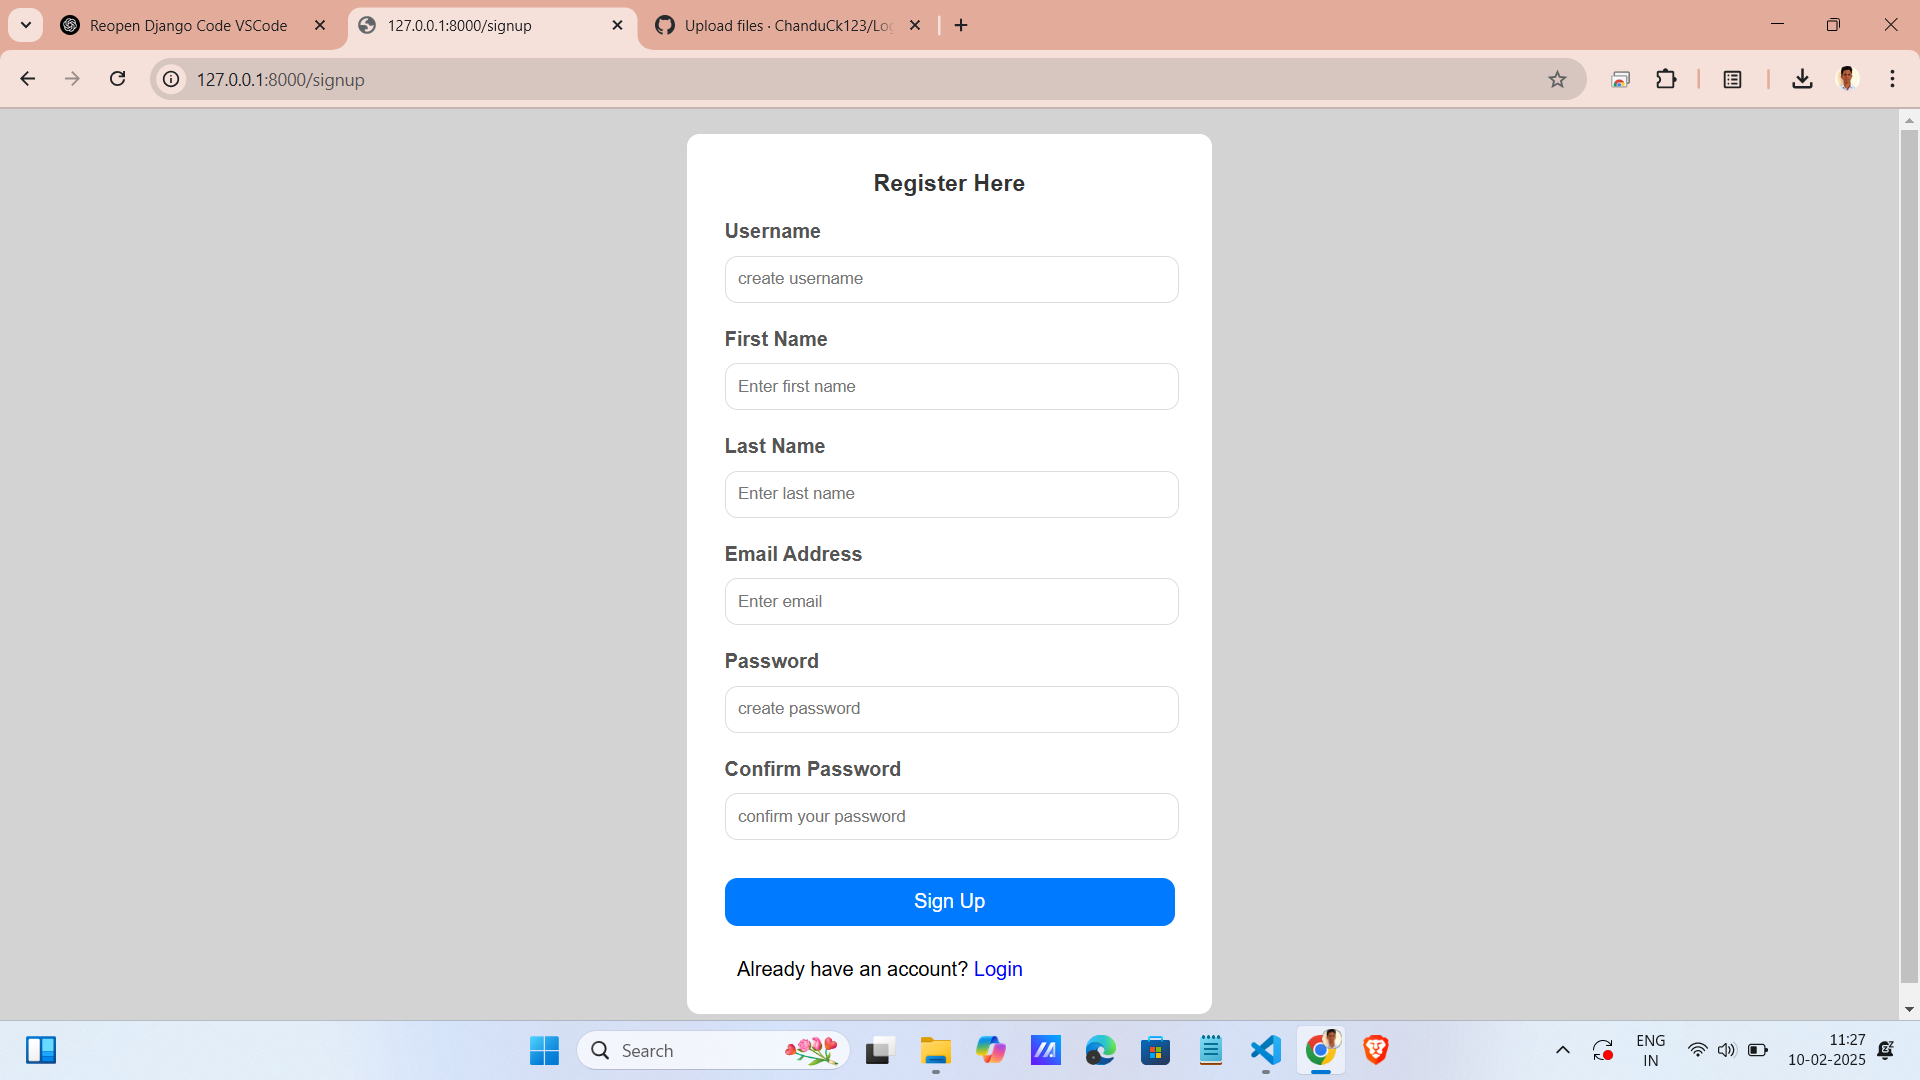 Reopen Django Code VSCode
127.0.0.1:8000/signup
Upload files · ChanduCk123/Log
127.0.0.1:8000/signup
Register Here
Username
create username
First Name
Enter first name
Last Name
Enter last name
Email Address
Enter email
Password
create password
Confirm Password
confirm your password
Sign Up
Already have an account? Login
Search
ENG
IN
11:27
10-02-2025